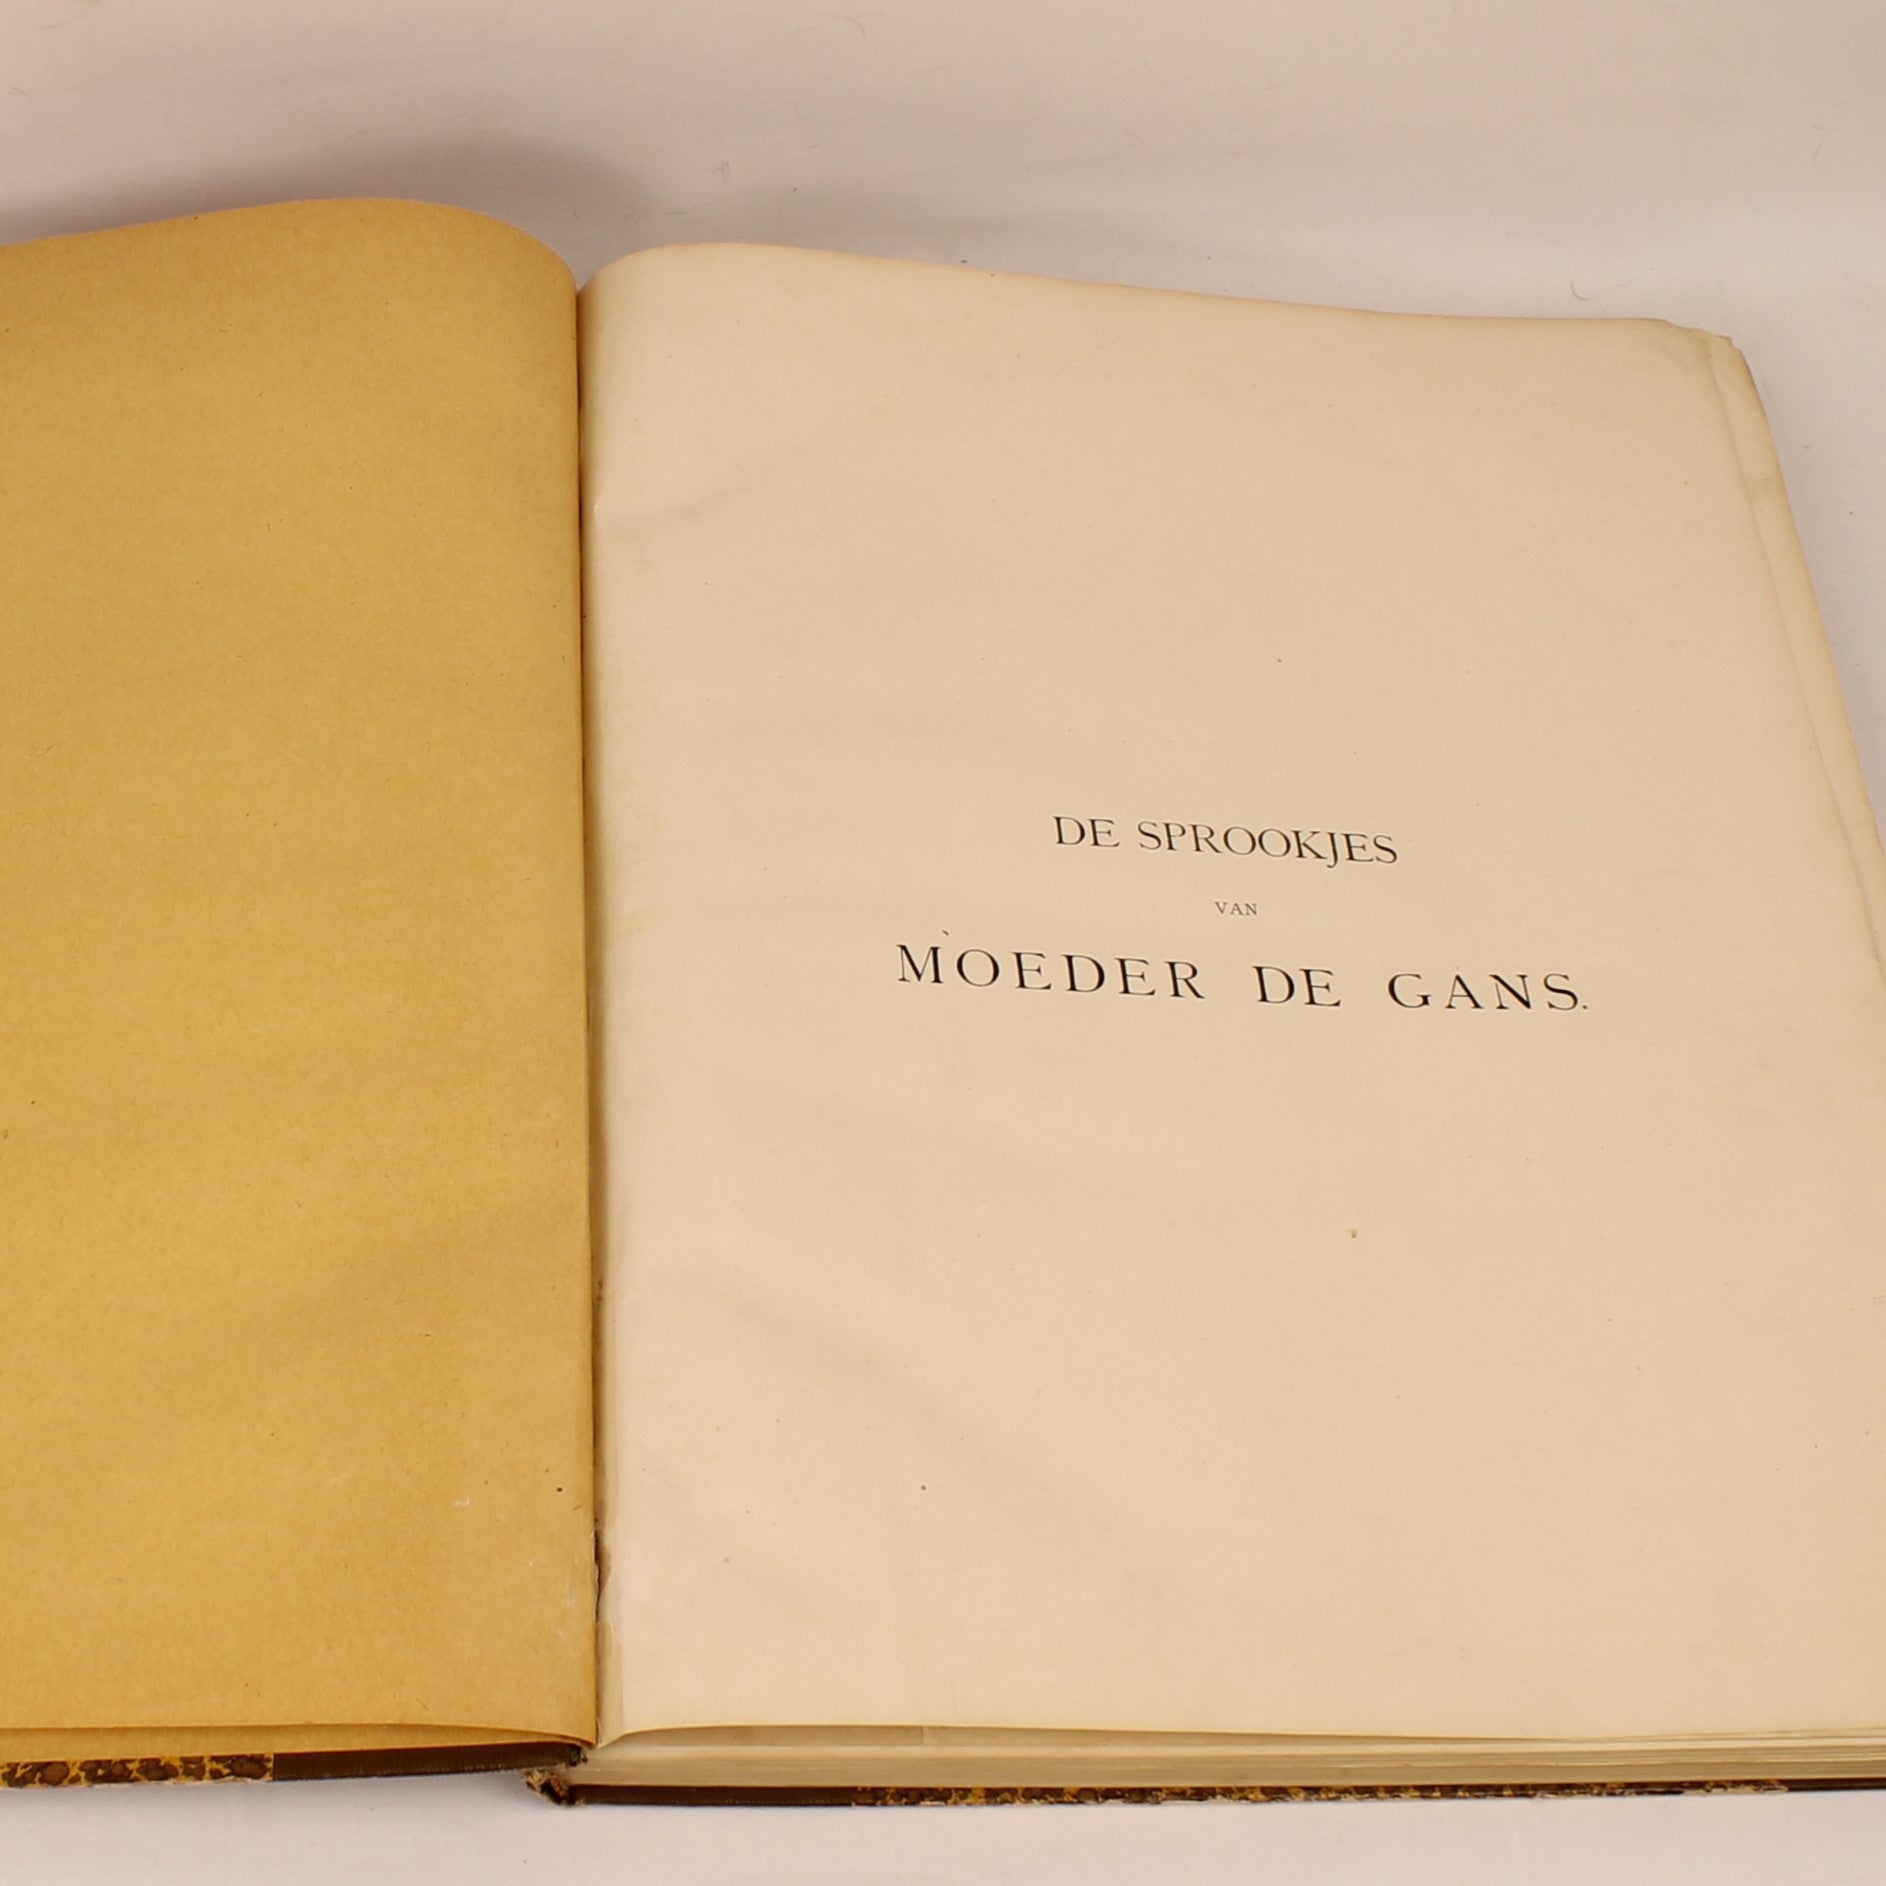 DE SPROOKJES
VAN
MOEDER DE GANS.